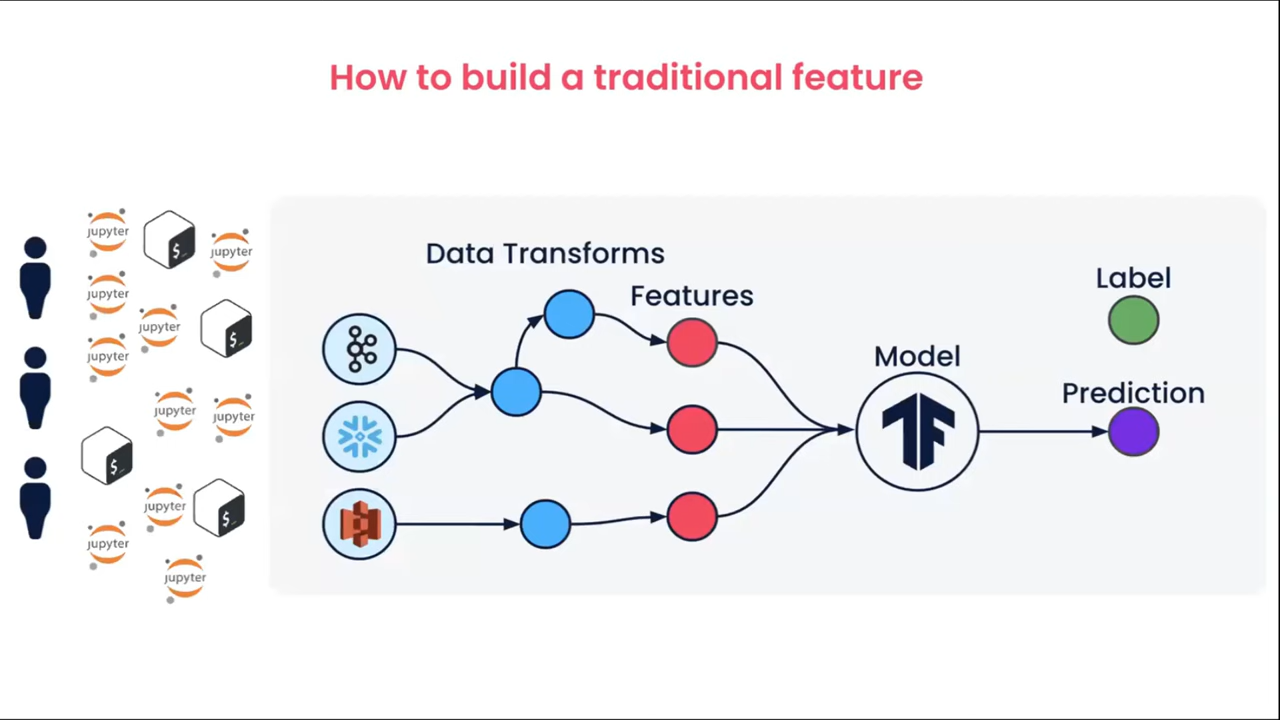 How to build a traditional feature
Data Transforms
Features
Label
Model
Prediction
jupyter
$_
jupyter
jupyter
jupyter
$_
jupyter
jupyter
jupyter
$_
jupyter
$_
jupyter
jupyter
TF